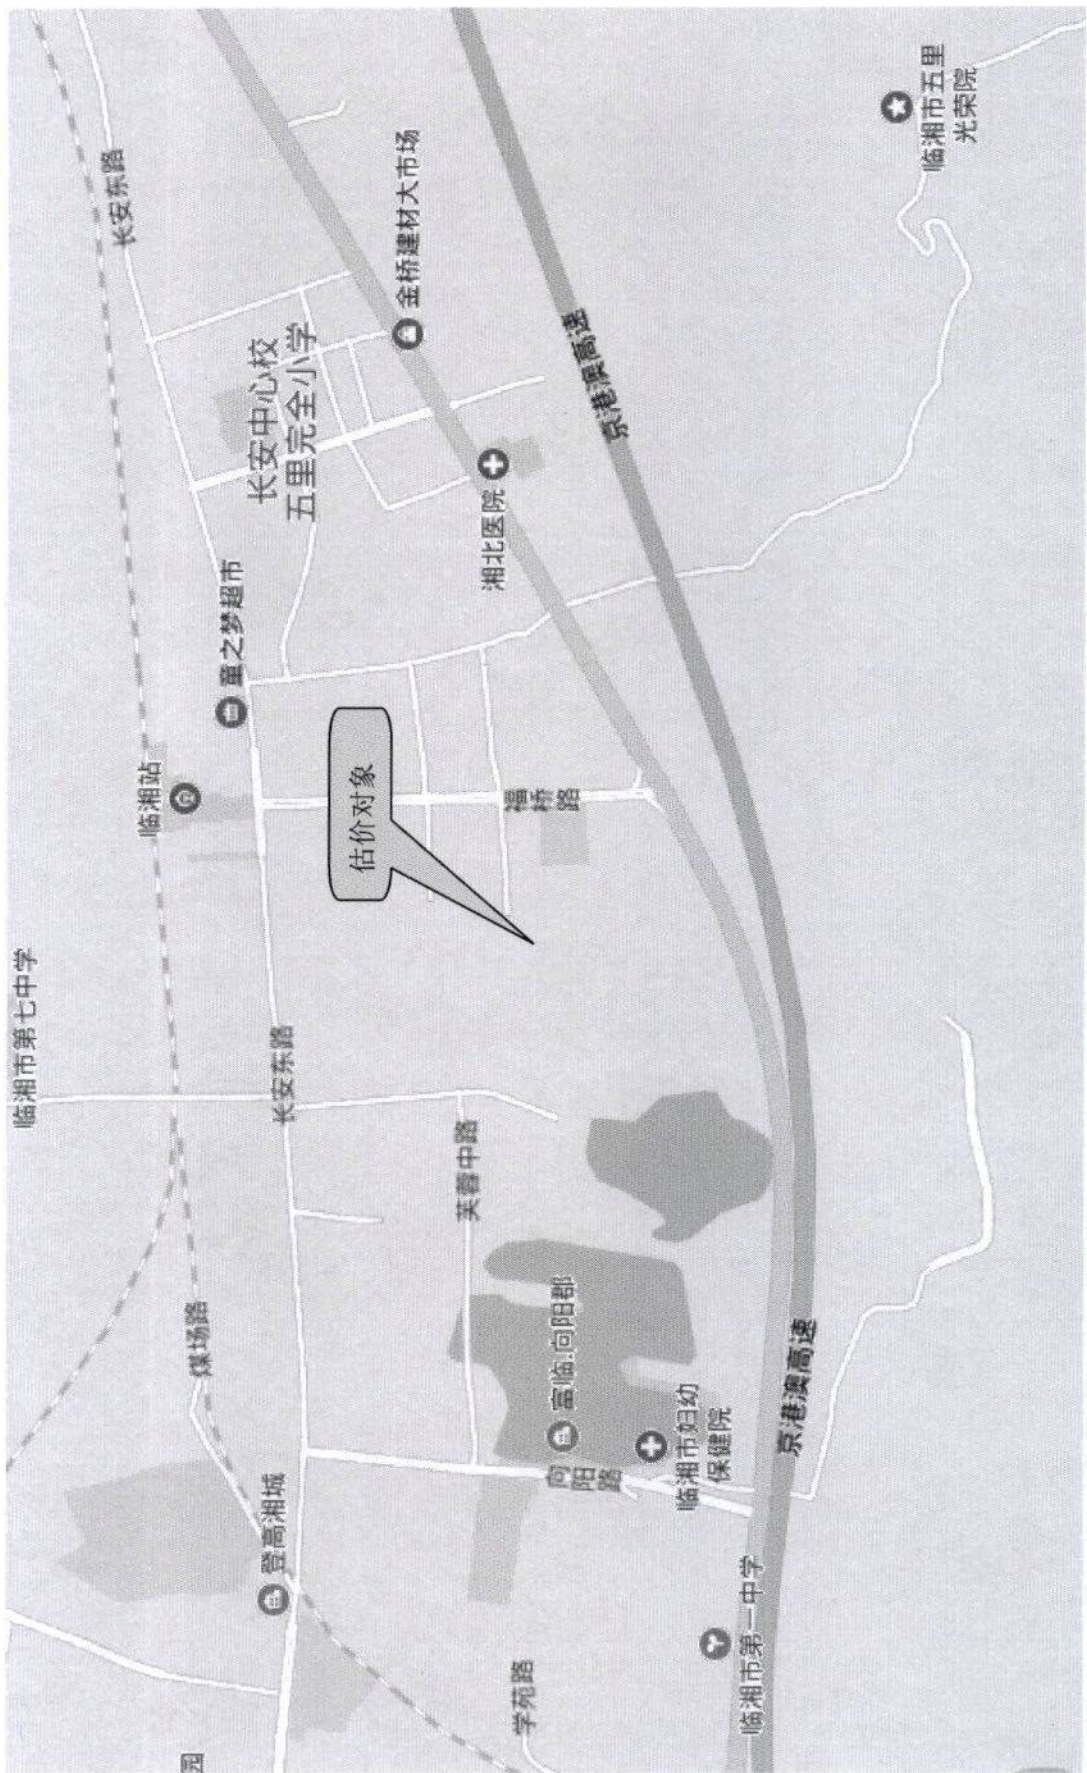 临湘市第七中学
长安东路
临湘站
童之梦超市
长安中心校
五里完全小学
金桥建材大市场
临湘市五里
光荣院
湘北医院
京港澳高速
估价对象
福桥路
长安东路
芙蓉中路
煤场路
登高湘城
富临.向阳郡
向阳路
临湘市妇幼
保健院
京港澳高速
临湘市第一中学
学苑路
园